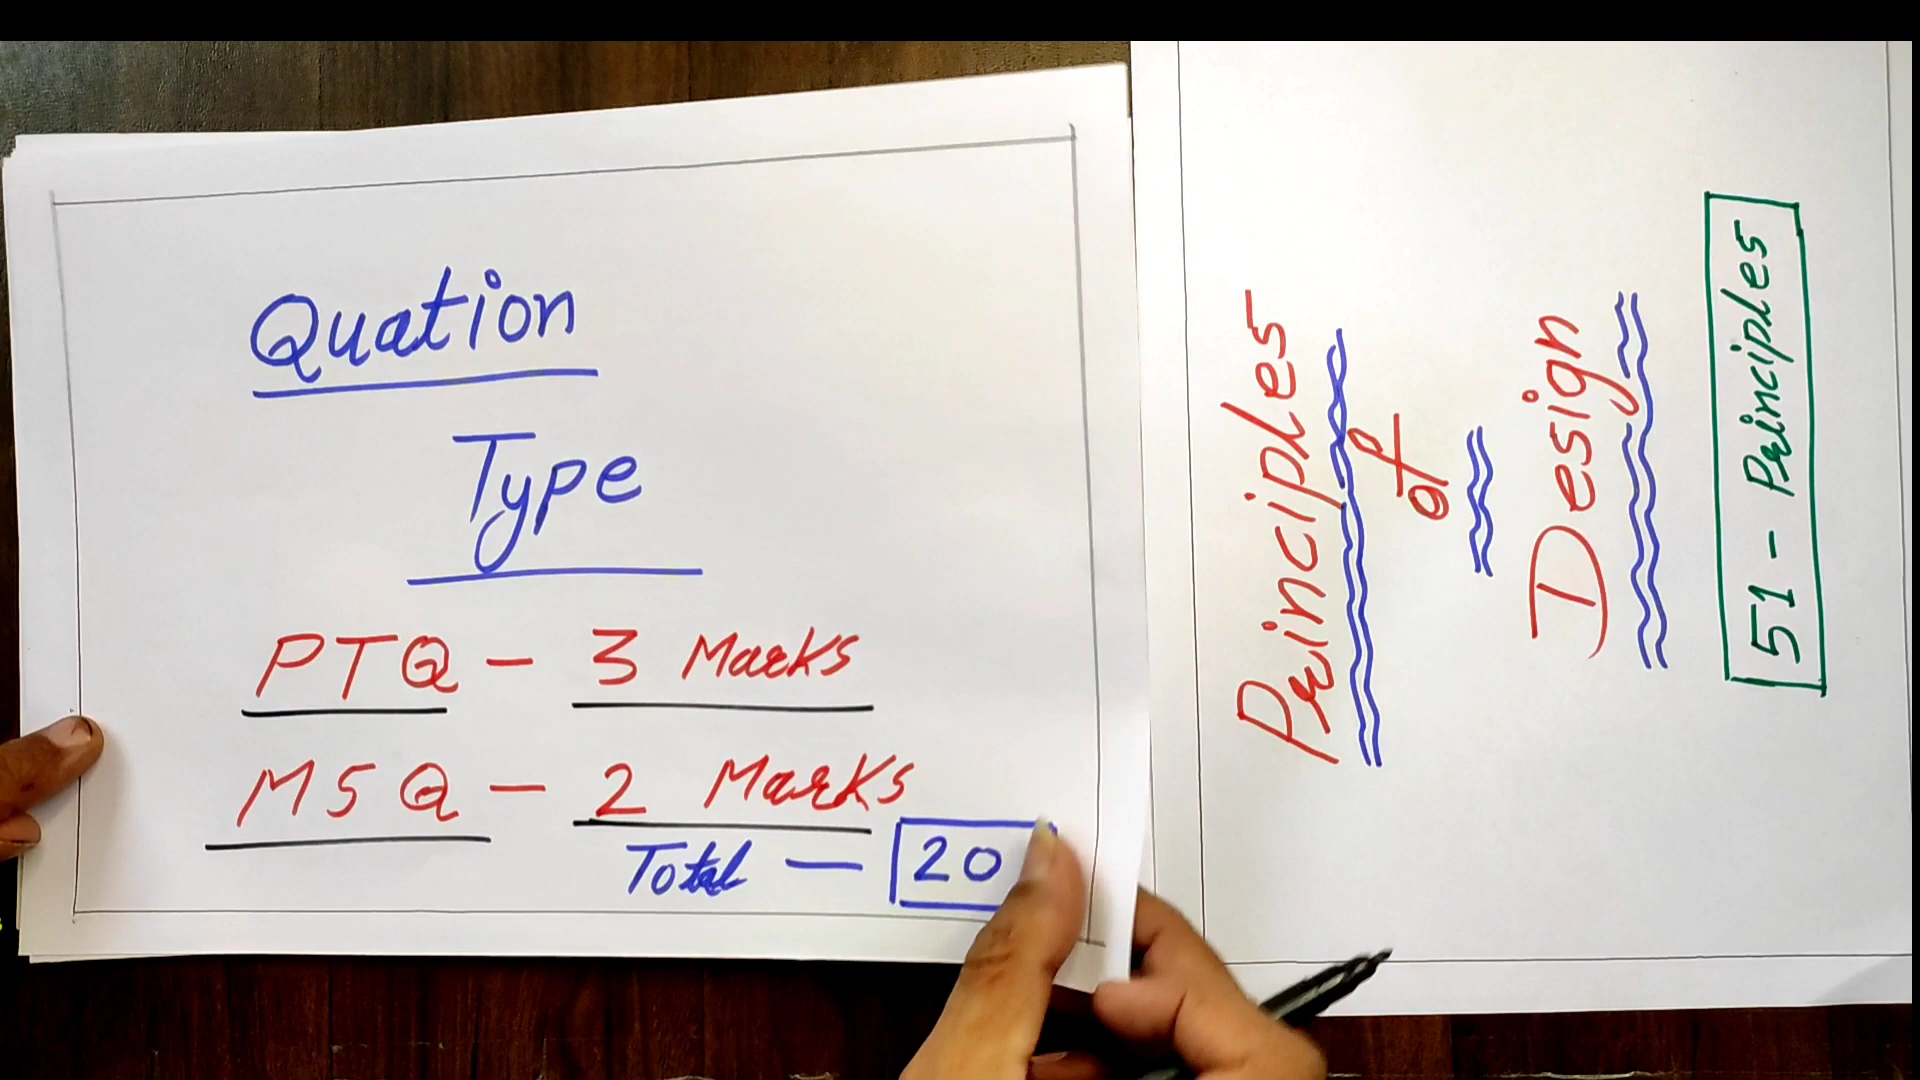 Quation
Type
PTQ - 3 Marks
MSQ - 2 Marks
Total - 20
Principles
of
Design
51 - Principles